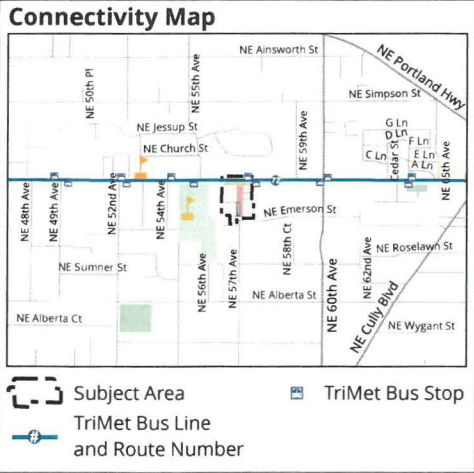 Connectivity Map
NE Ainsworth St
NE Portland Hwy
NE 50th Pl
NE 55th Ave
NE Simpson St
NE Jessup St
NE Church St
NE 59th Ave
G Ln
D Ln
F Ln
C Ln
Cedar St
E Ln
A Ln
NE 65th Ave
72
NE 48th Ave
NE 49th Ave
NE 52nd Ave
NE 54th Ave
NE Emerson St
NE 56th Ave
NE 57th Ave
NE 58th Ct
NE 60th Ave
NE 62nd Ave
NE Roselawn St
NE Sumner St
NE Alberta St
NE Cully Blvd
NE Alberta Ct
NE Wygant St
Subject Area
TriMet Bus Stop
#
TriMet Bus Line
and Route Number